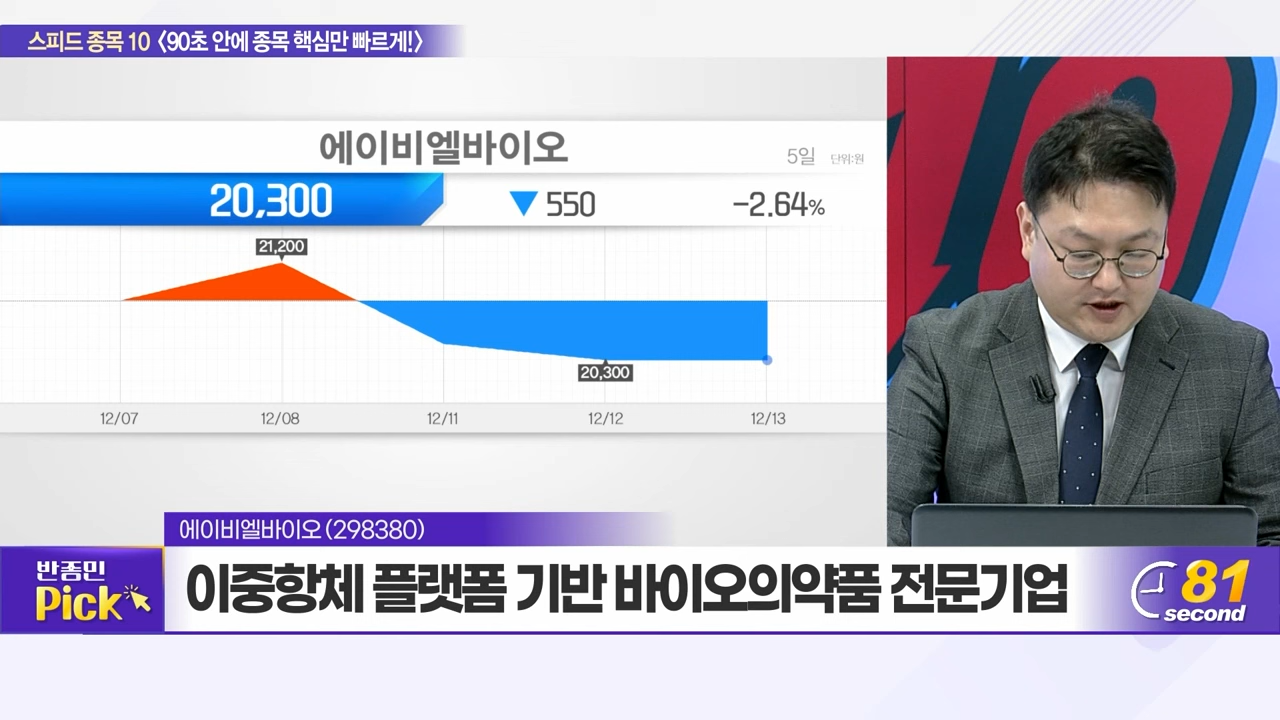 스피드 종목 10 〈90초 안에 종목 핵심만 빠르게!〉
에이비엘바이오
5일 단위:원
20,300 ▼ 550 -2.64%
21,200
20,300
12/07 12/08 12/11 12/12 12/13
에이비엘바이오(298380)
반종민
Pick
이중항체 플랫폼 기반 바이오의약품 전문기업
81
second